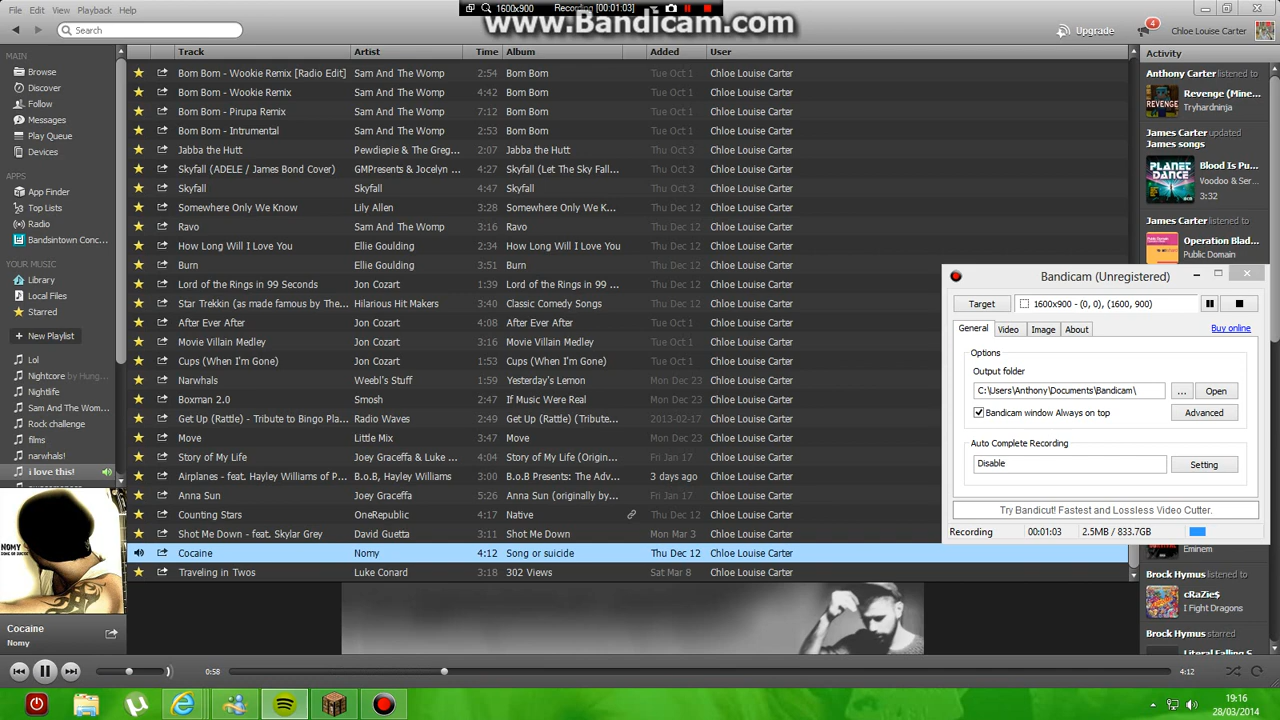 File Edit View Playback Help
1600x900 Recording [00:01:03]
www.Bandicam.com
Search
Upgrade 4 Chloe Louise Carter
MAIN
Browse
Discover
Follow
Messages
Play Queue
Devices
APPS
App Finder
Top Lists
Radio
Bandsintown Conc...
YOUR MUSIC
Library
Local Files
Starred
New Playlist
Lol
Nightcore by Hung...
Nightlife
Sam And The Wom...
Rock challenge
films
narwhals!
i love this!
Track Artist Time Album Added User
Bom Bom - Wookie Remix [Radio Edit] Sam And The Womp 2:54 Bom Bom Tue Oct 1 Chloe Louise Carter
Bom Bom - Wookie Remix Sam And The Womp 4:42 Bom Bom Tue Oct 1 Chloe Louise Carter
Bom Bom - Pirupa Remix Sam And The Womp 5:06 Bom Bom Tue Oct 1 Chloe Louise Carter
Bom Bom - Intrumental Sam And The Womp 2:53 Bom Bom Tue Oct 1 Chloe Louise Carter
Jabba the Hutt Pewdiepie & The Greg... 2:07 Jabba the Hutt Thu Oct 3 Chloe Louise Carter
Skyfall (ADELE / James Bond Cover) GMPresents & Jocelyn ... 4:27 Skyfall (Let The Sky Fall... Thu Oct 3 Chloe Louise Carter
Skyfall Skyfall 4:47 Skyfall Thu Oct 3 Chloe Louise Carter
Somewhere Only We Know Lily Allen 3:28 Somewhere Only We K... Thu Dec 12 Chloe Louise Carter
Ravo Sam And The Womp 3:16 Ravo Thu Dec 12 Chloe Louise Carter
How Long Will I Love You Ellie Goulding 2:34 How Long Will I Love You Thu Dec 12 Chloe Louise Carter
Burn Ellie Goulding 3:51 Burn Thu Dec 12 Chloe Louise Carter
Lord of the Rings in 99 Seconds Jon Cozart Lord of the Rings in 99 ... Thu Dec 12 Chloe Louise Carter
Star Trekkin (as made famous by The... Hilarious Hit Makers 3:36 Classic Comedy Songs Thu Dec 12 Chloe Louise Carter
After Ever After Jon Cozart 4:08 After Ever After Tue Oct 1 Chloe Louise Carter
Movie Villain Medley Jon Cozart 3:42 Movie Villain Medley Tue Oct 1 Chloe Louise Carter
Cups (When I'm Gone) Jon Cozart 1:53 Cups (When I'm Gone) Tue Oct 1 Chloe Louise Carter
Narwhals Weebl's Stuff 1:59 Yesterday's Lemon Mon Dec 23 Chloe Louise Carter
Boxman 2.0 Smosh If Music Were Real Mon Dec 23 Chloe Louise Carter
Get Up (Rattle) - Tribute to Bingo Pla... Radio Waves Get Up (Rattle) (Tribute... 2013-02-17 Chloe Louise Carter
Move Little Mix 3:47 Move Mon Dec 23 Chloe Louise Carter
Story of My Life Joey Graceffa & Luke ... Story of My Life (Origin... Fri Jan 17 Chloe Louise Carter
Airplanes - feat. Hayley Williams of P... B.o.B, Hayley Williams B.o.B Presents: The Adv... 3 days ago Chloe Louise Carter
Anna Sun Joey Graceffa 5:26 Anna Sun (originally by... Fri Jan 17 Chloe Louise Carter
Counting Stars OneRepublic 4:17 Native Chloe Louise Carter
Shot Me Down - feat. Skylar Grey David Guetta Shot Me Down Mon Mar 3 Chloe Louise Carter
Cocaine Nomy 4:12 Song or suicide Thu Dec 12 Chloe Louise Carter
Traveling in Twos Luke Conard 3:18 302 Views Sat Mar 8 Chloe Louise Carter
Activity
Anthony Carter listened to
REVENGE
Revenge (Mine...
Tryhardninja
James Carter updated
James songs
PLANET DANCE
Blood Is Pu...
Voodoo & Ser...
3:32
James Carter listened to
Operation Blad...
Public Domain
Bandicam (Unregistered)
Target 1600x900 - (0, 0), (1600, 900)
General Video Image About Buy online
Options
Output folder
C:\Users\Anthony\Documents\Bandicam\ ... Open
Bandicam window Always on top Advanced
Auto Complete Recording
Disable Setting
Try Bandicut! Fastest and Lossless Video Cutter.
Recording 00:01:03 2.5MB / 833.7GB
Eminem
Brock Hymus listened to
cRaZie$
I Fight Dragons
Brock Hymus starred
Literal Falling S
NOMY
SONG OR SUICIDE
Cocaine
Nomy
0:58 4:12
19:16
28/03/2014